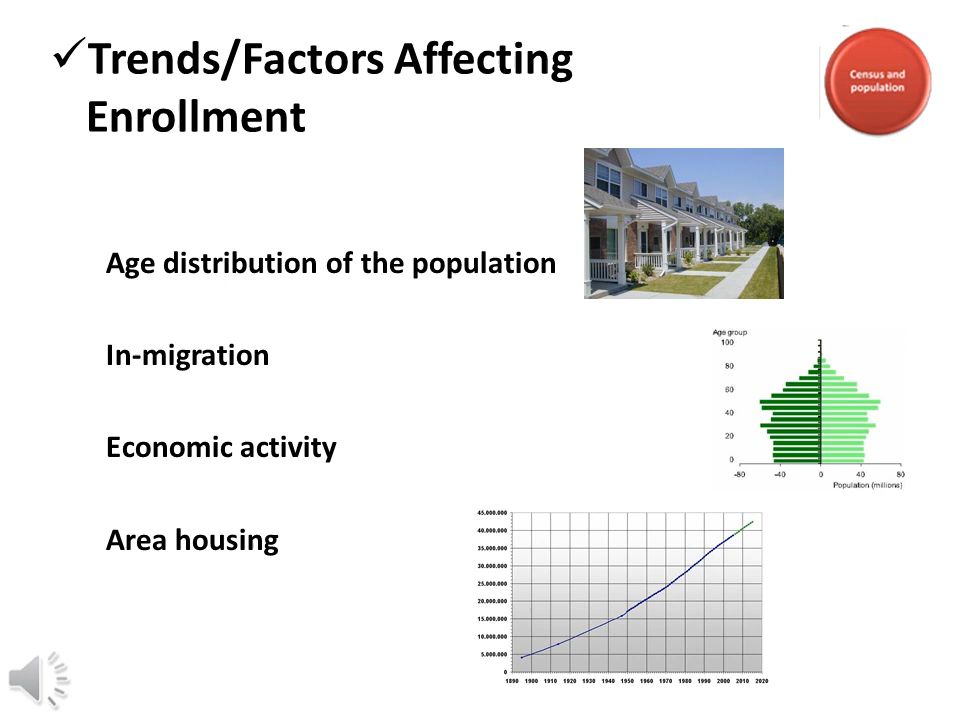 ✓Trends/Factors Affecting
Enrollment
Census and
population
Age distribution of the population
In-migration
Economic activity
Area housing
Age group
100
80
60
40
20
0
-80 -40 0 40 80
Population (millions)
45.000.000
40.000.000
35.000.000
30.000.000
25.000.000
20.000.000
15.000.000
10.000.000
5.000.000
0
1890 1900 1910 1920 1930 1940 1950 1960 1970 1980 1990 2000 2010 2020